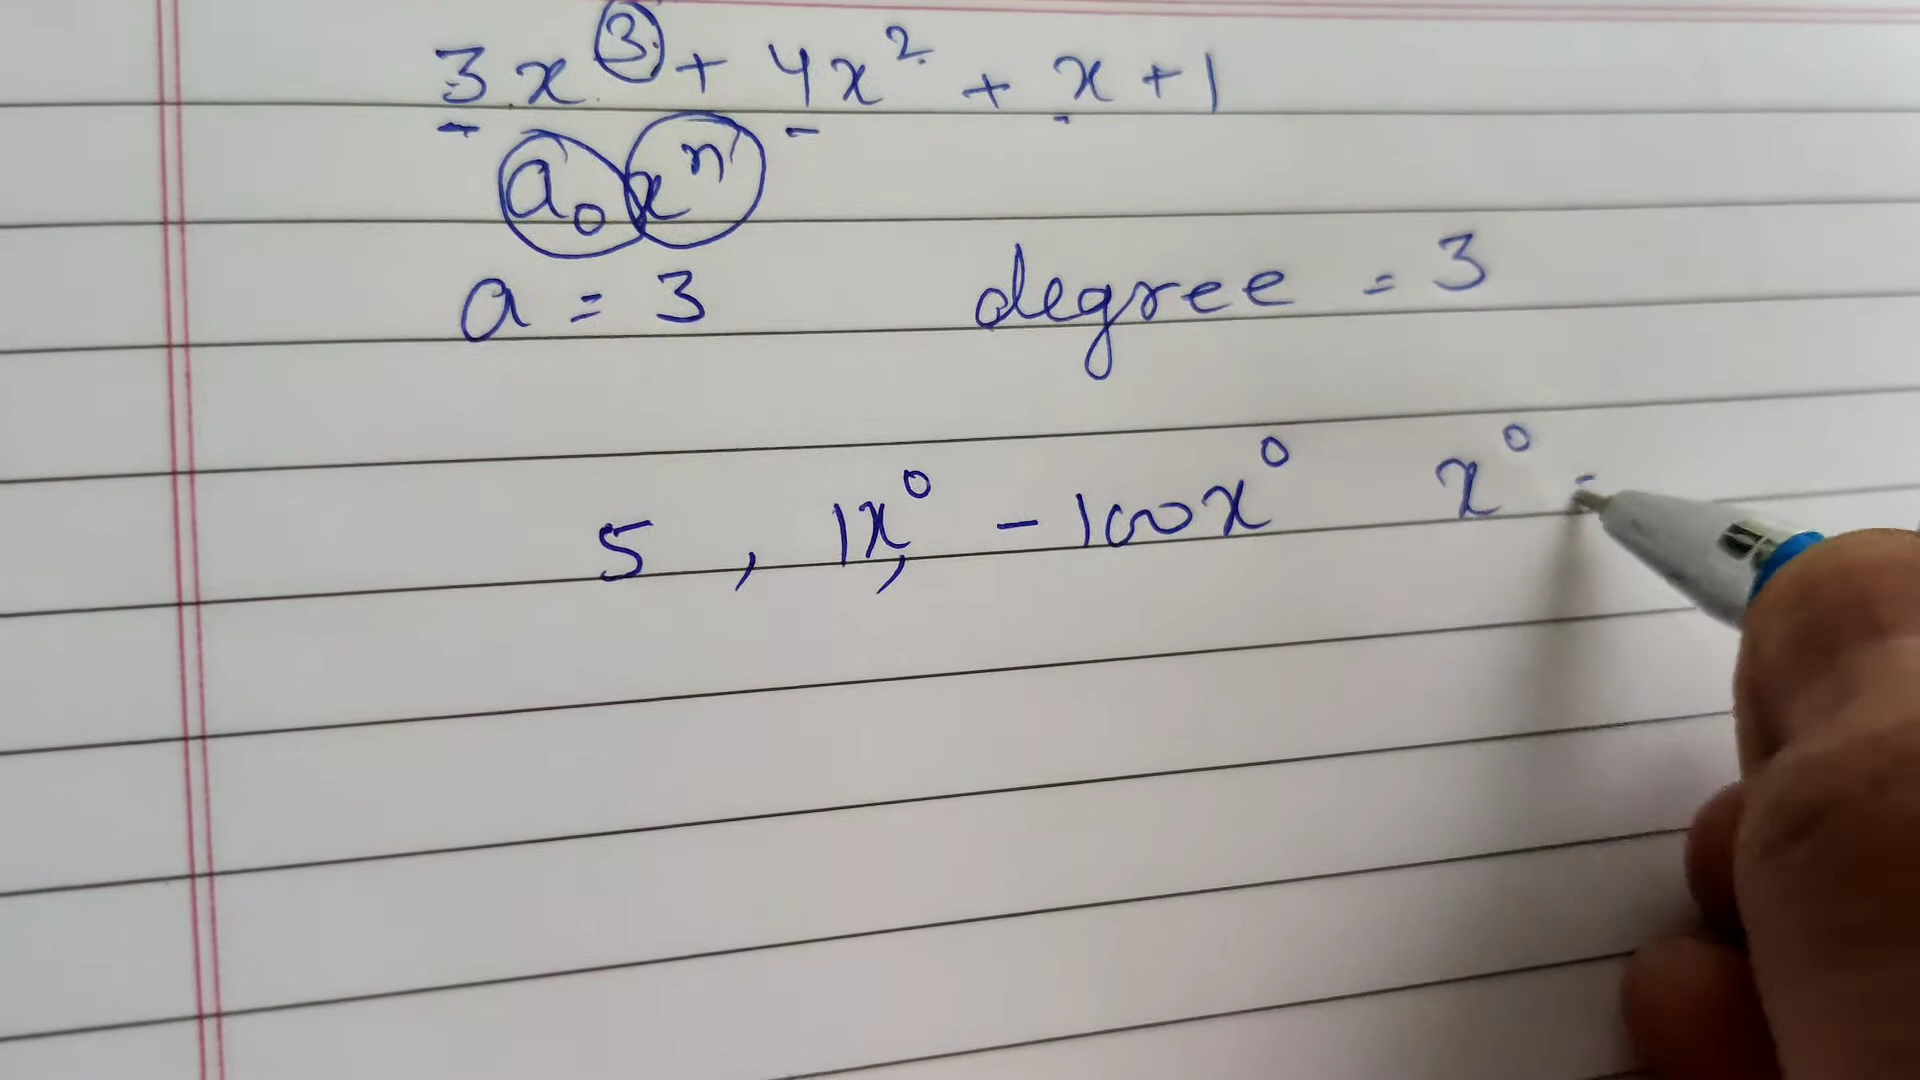 3x³ + 4x² + x + 1
a₀xⁿ
a = 3 degree = 3
5 , 1x⁰, - 100x⁰ x⁰ =